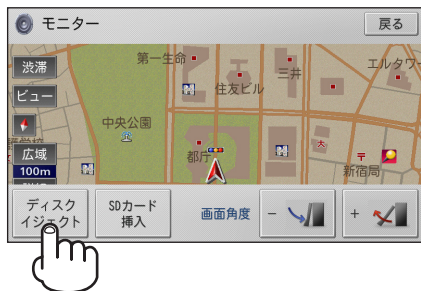 モニター
戻る
渋滞
第一生命
三井
エルタワー
ビュー
住友ビル
中央公園
広域
都庁
新宿局
100m
ディスク
イジェクト
SDカード
挿入
画面角度
-
+